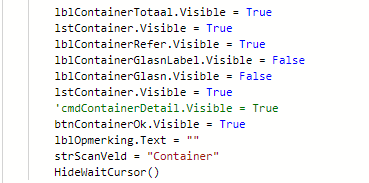 lblContainerTotaal.Visible = True
lstContainer.Visible = True
lblContainerRefer.Visible = True
lblContainerGlasnLabel.Visible = False
lblContainerGlasn.Visible = False
lstContainer.Visible = True
'cmdContainerDetail.Visible = True
btnContainerOk.Visible = True
lblOpmerking.Text = ""
strScanVeld = "Container"
HideWaitCursor()